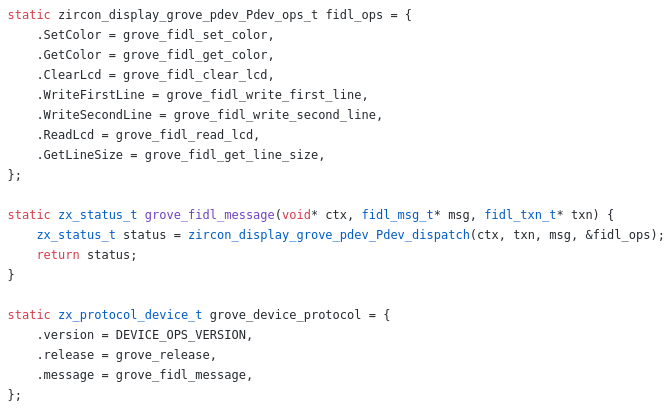 static zircon_display_grove_pdev_Pdev_ops_t fidl_ops = {
    .SetColor = grove_fidl_set_color,
    .GetColor = grove_fidl_get_color,
    .ClearLcd = grove_fidl_clear_lcd,
    .WriteFirstLine = grove_fidl_write_first_line,
    .WriteSecondLine = grove_fidl_write_second_line,
    .ReadLcd = grove_fidl_read_lcd,
    .GetLineSize = grove_fidl_get_line_size,
};

static zx_status_t grove_fidl_message(void* ctx, fidl_msg_t* msg, fidl_txn_t* txn) {
    zx_status_t status = zircon_display_grove_pdev_Pdev_dispatch(ctx, txn, msg, &fidl_ops);
    return status;
}

static zx_protocol_device_t grove_device_protocol = {
    .version = DEVICE_OPS_VERSION,
    .release = grove_release,
    .message = grove_fidl_message,
};